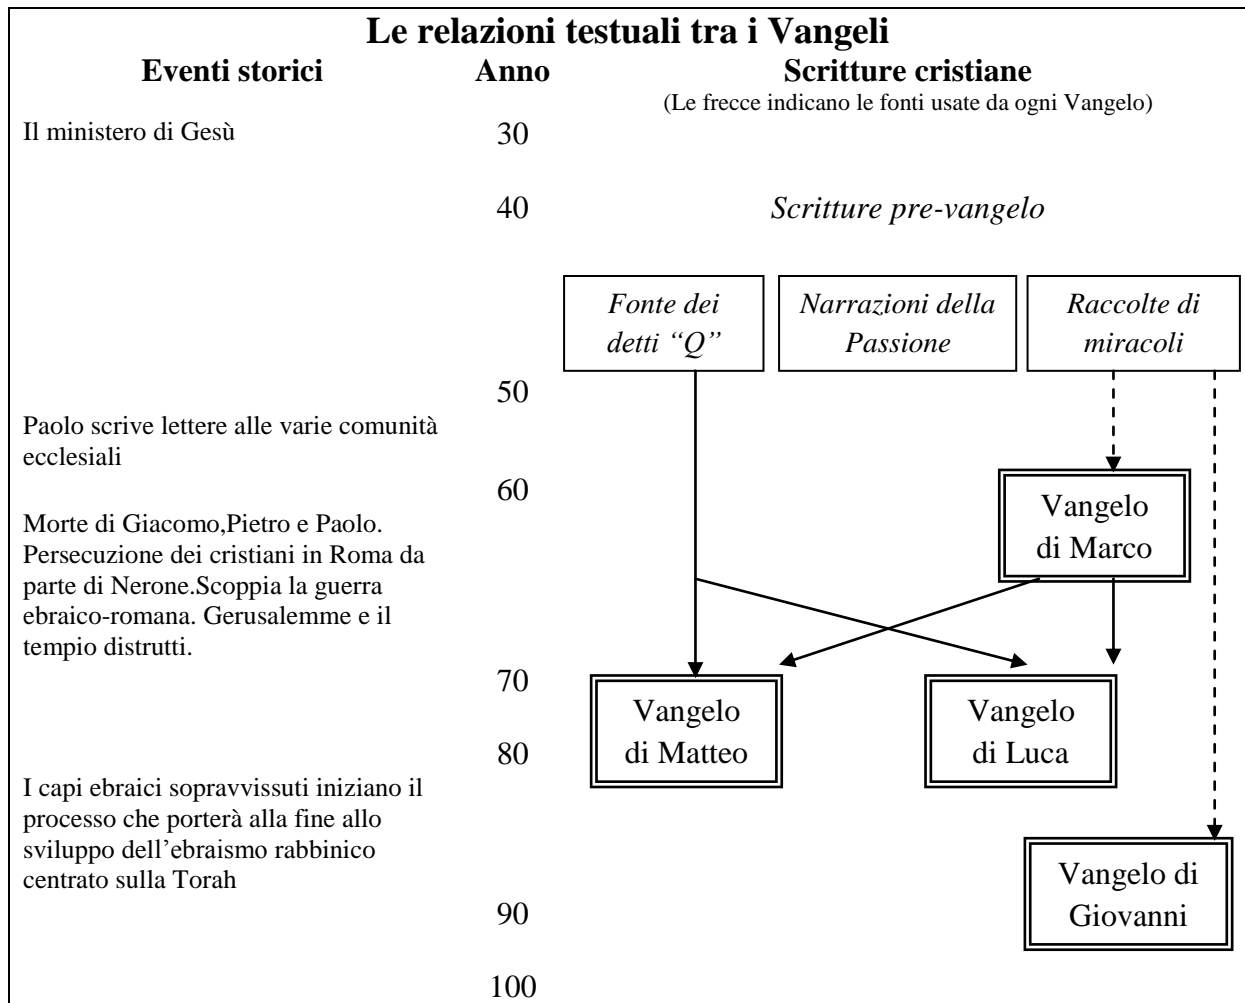 Le relazioni testuali tra i Vangeli
Eventi storici Anno Scritture cristiane
(Le frecce indicano le fonti usate da ogni Vangelo)
Il ministero di Gesù 30
40 Scritture pre-vangelo
Fonte dei
detti “Q”
Narrazioni della
Passione
Raccolte di
miracoli
50
Paolo scrive lettere alle varie comunità
ecclesiali
60
Vangelo
di Marco
Morte di Giacomo,Pietro e Paolo.
Persecuzione dei cristiani in Roma da
parte di Nerone.Scoppia la guerra
ebraico-romana. Gerusalemme e il
tempio distrutti.
70
Vangelo
di Matteo
Vangelo
di Luca
80
I capi ebraici sopravvissuti iniziano il
processo che porterà alla fine allo
sviluppo dell’ebraismo rabbinico
centrato sulla Torah
Vangelo di
Giovanni
90
100